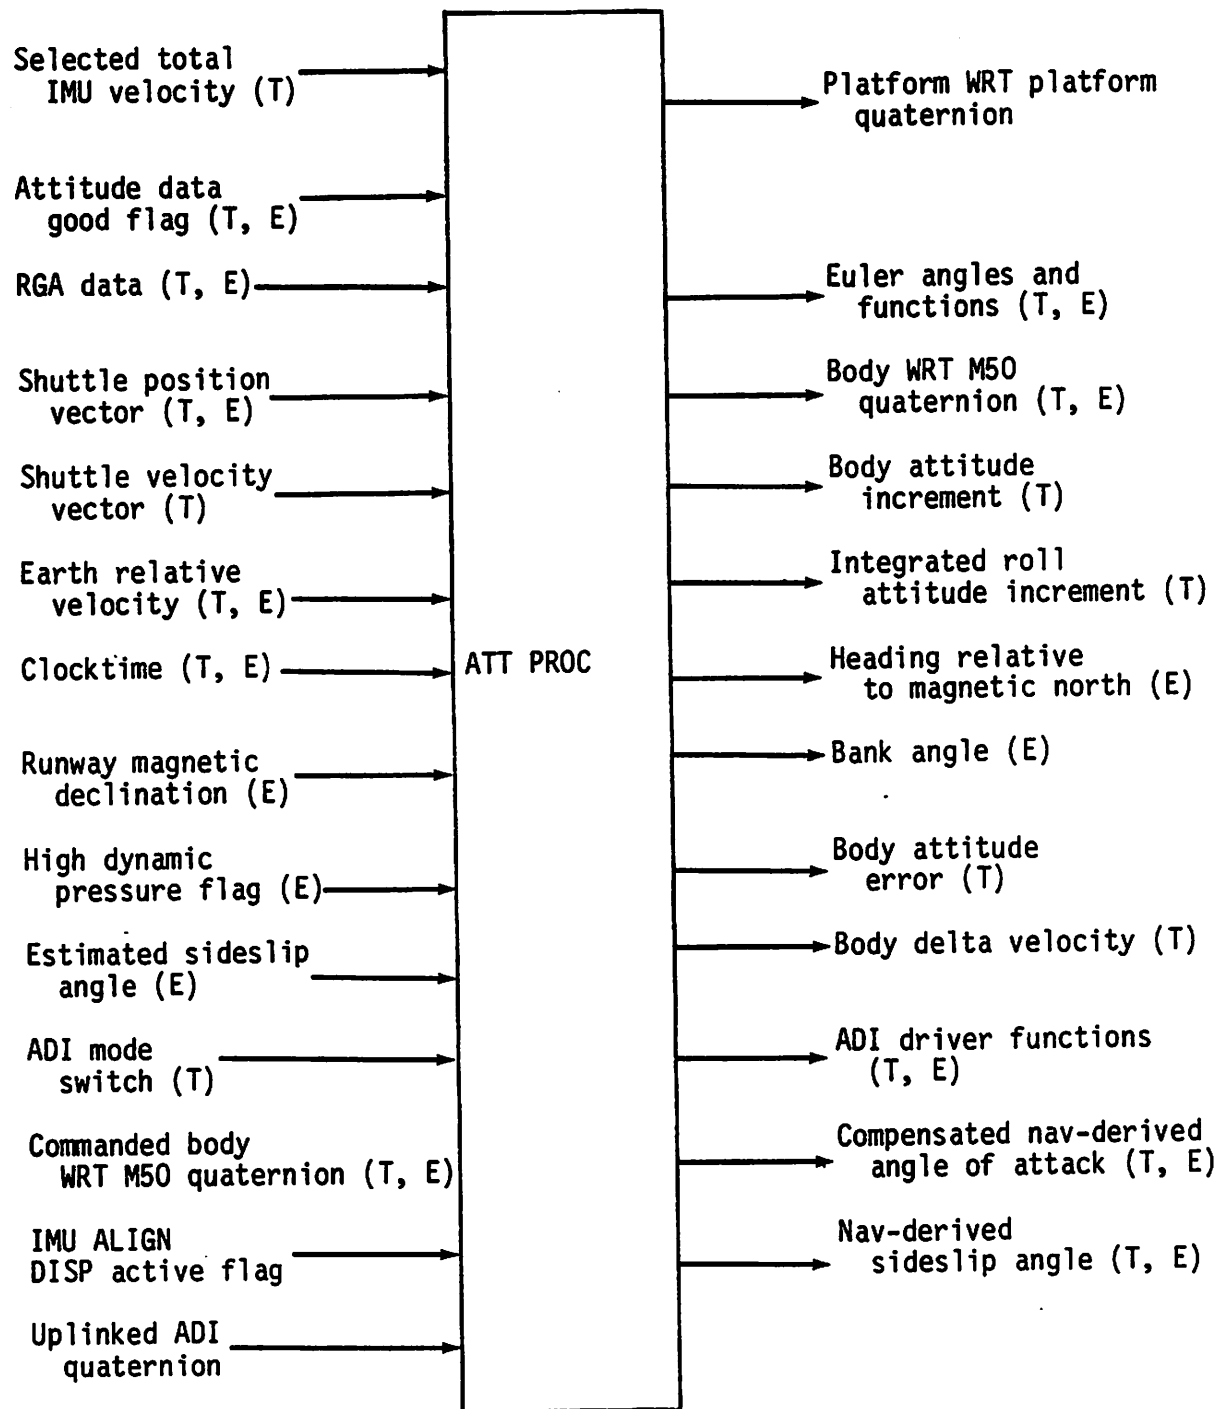 Selected total
IMU velocity (T)
Attitude data
good flag (T, E)
RGA data (T, E)
Shuttle position
vector (T, E)
Shuttle velocity
vector (T)
Earth relative
velocity (T, E)
Clocktime (T, E)
Runway magnetic
declination (E)
High dynamic
pressure flag (E)
Estimated sideslip
angle (E)
ADI mode
switch (T)
Commanded body
WRT M50 quaternion (T, E)
IMU ALIGN
DISP active flag
Uplinked ADI
quaternion
ATT PROC
Platform WRT platform
quaternion
Euler angles and
functions (T, E)
Body WRT M50
quaternion (T, E)
Body attitude
increment (T)
Integrated roll
attitude increment (T)
Heading relative
to magnetic north (E)
Bank angle (E)
Body attitude
error (T)
Body delta velocity (T)
ADI driver functions
(T, E)
Compensated nav-derived
angle of attack (T, E)
Nav-derived
sideslip angle (T, E)